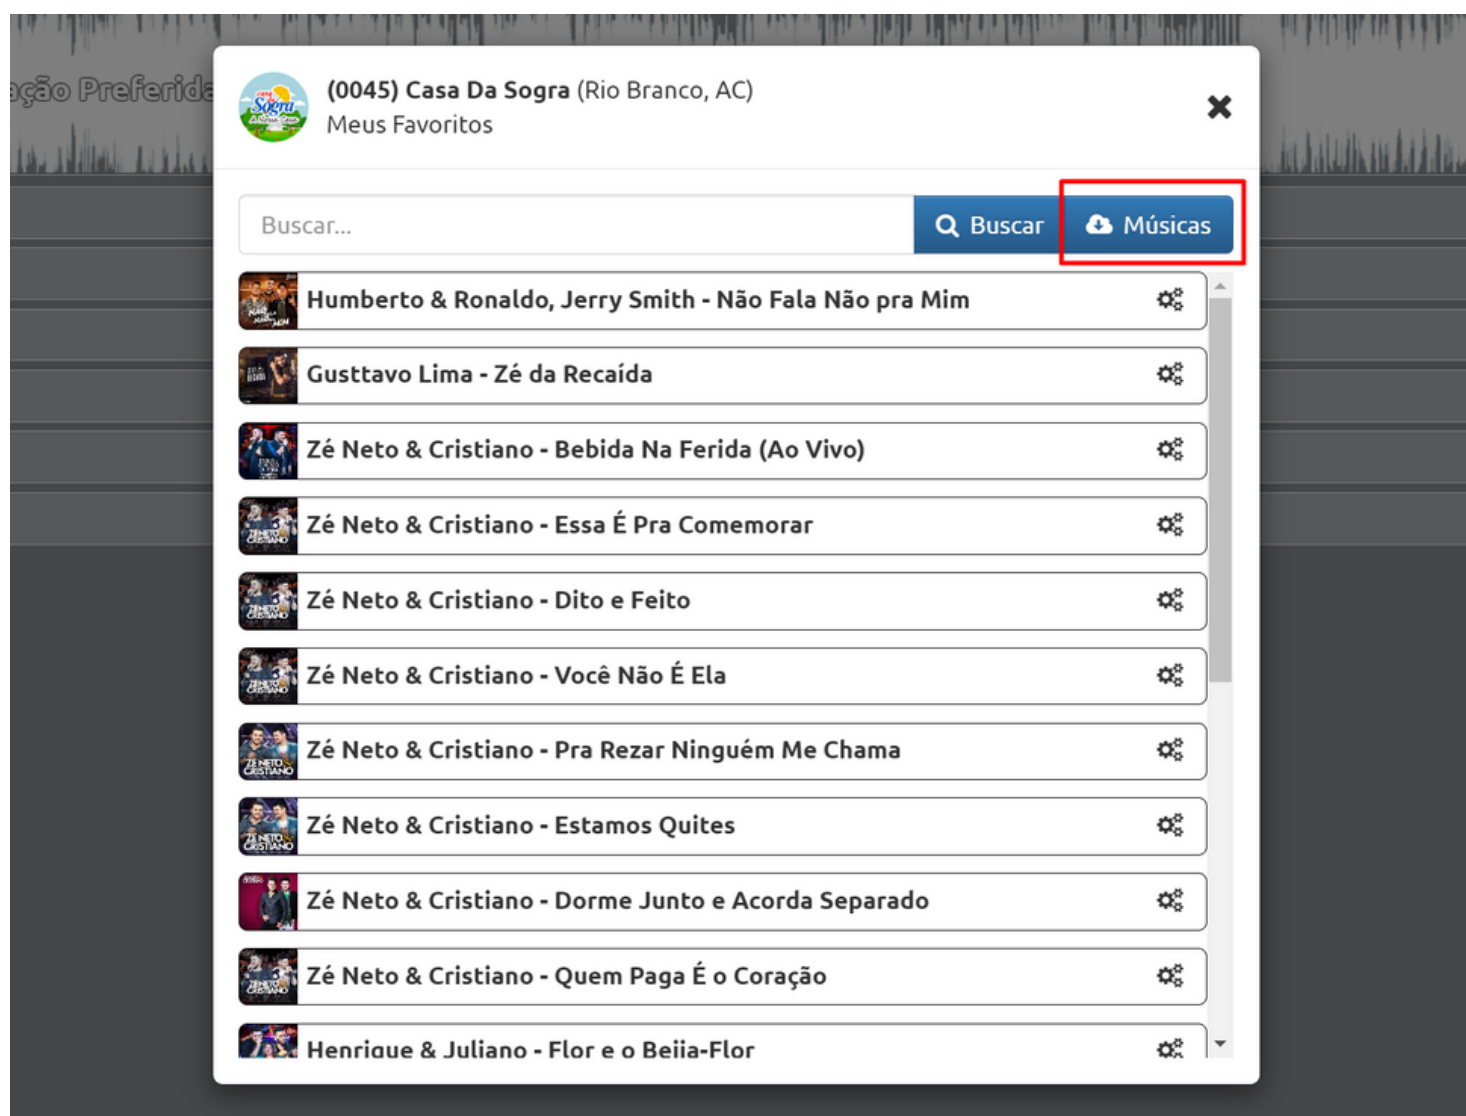 ação Preferida
(0045) Casa Da Sogra (Rio Branco, AC)
Meus Favoritos
Buscar...
Buscar
Músicas
Humberto & Ronaldo, Jerry Smith - Não Fala Não pra Mim
Gusttavo Lima - Zé da Recaída
Zé Neto & Cristiano - Bebida Na Ferida (Ao Vivo)
Zé Neto & Cristiano - Essa É Pra Comemorar
Zé Neto & Cristiano - Dito e Feito
Zé Neto & Cristiano - Você Não É Ela
Zé Neto & Cristiano - Pra Rezar Ninguém Me Chama
Zé Neto & Cristiano - Estamos Quites
Zé Neto & Cristiano - Dorme Junto e Acorda Separado
Zé Neto & Cristiano - Quem Paga É o Coração
Henrique & Juliano - Flor e o Beija-Flor